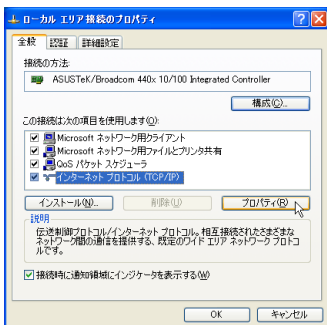 ローカル エリア接続のプロパティ
全般 認証 詳細設定
接続の方法:
ASUSTeK/Broadcom 440x 10/100 Integrated Controller
構成(C)...
この接続は次の項目を使用します(O):
Microsoft ネットワーク用クライアント
Microsoft ネットワーク用ファイルとプリンタ共有
QoS パケット スケジューラ
インターネット プロトコル (TCP/IP)
インストール(N)... 削除(U) プロパティ(R)
説明
伝送制御プロトコル/インターネット プロトコル。相互接続されたさまざまな
ネットワーク間の通信を提供する、既定のワイド エリア ネットワーク プロトコ
ルです。
接続時に通知領域にインジケータを表示する(W)
OK キャンセル